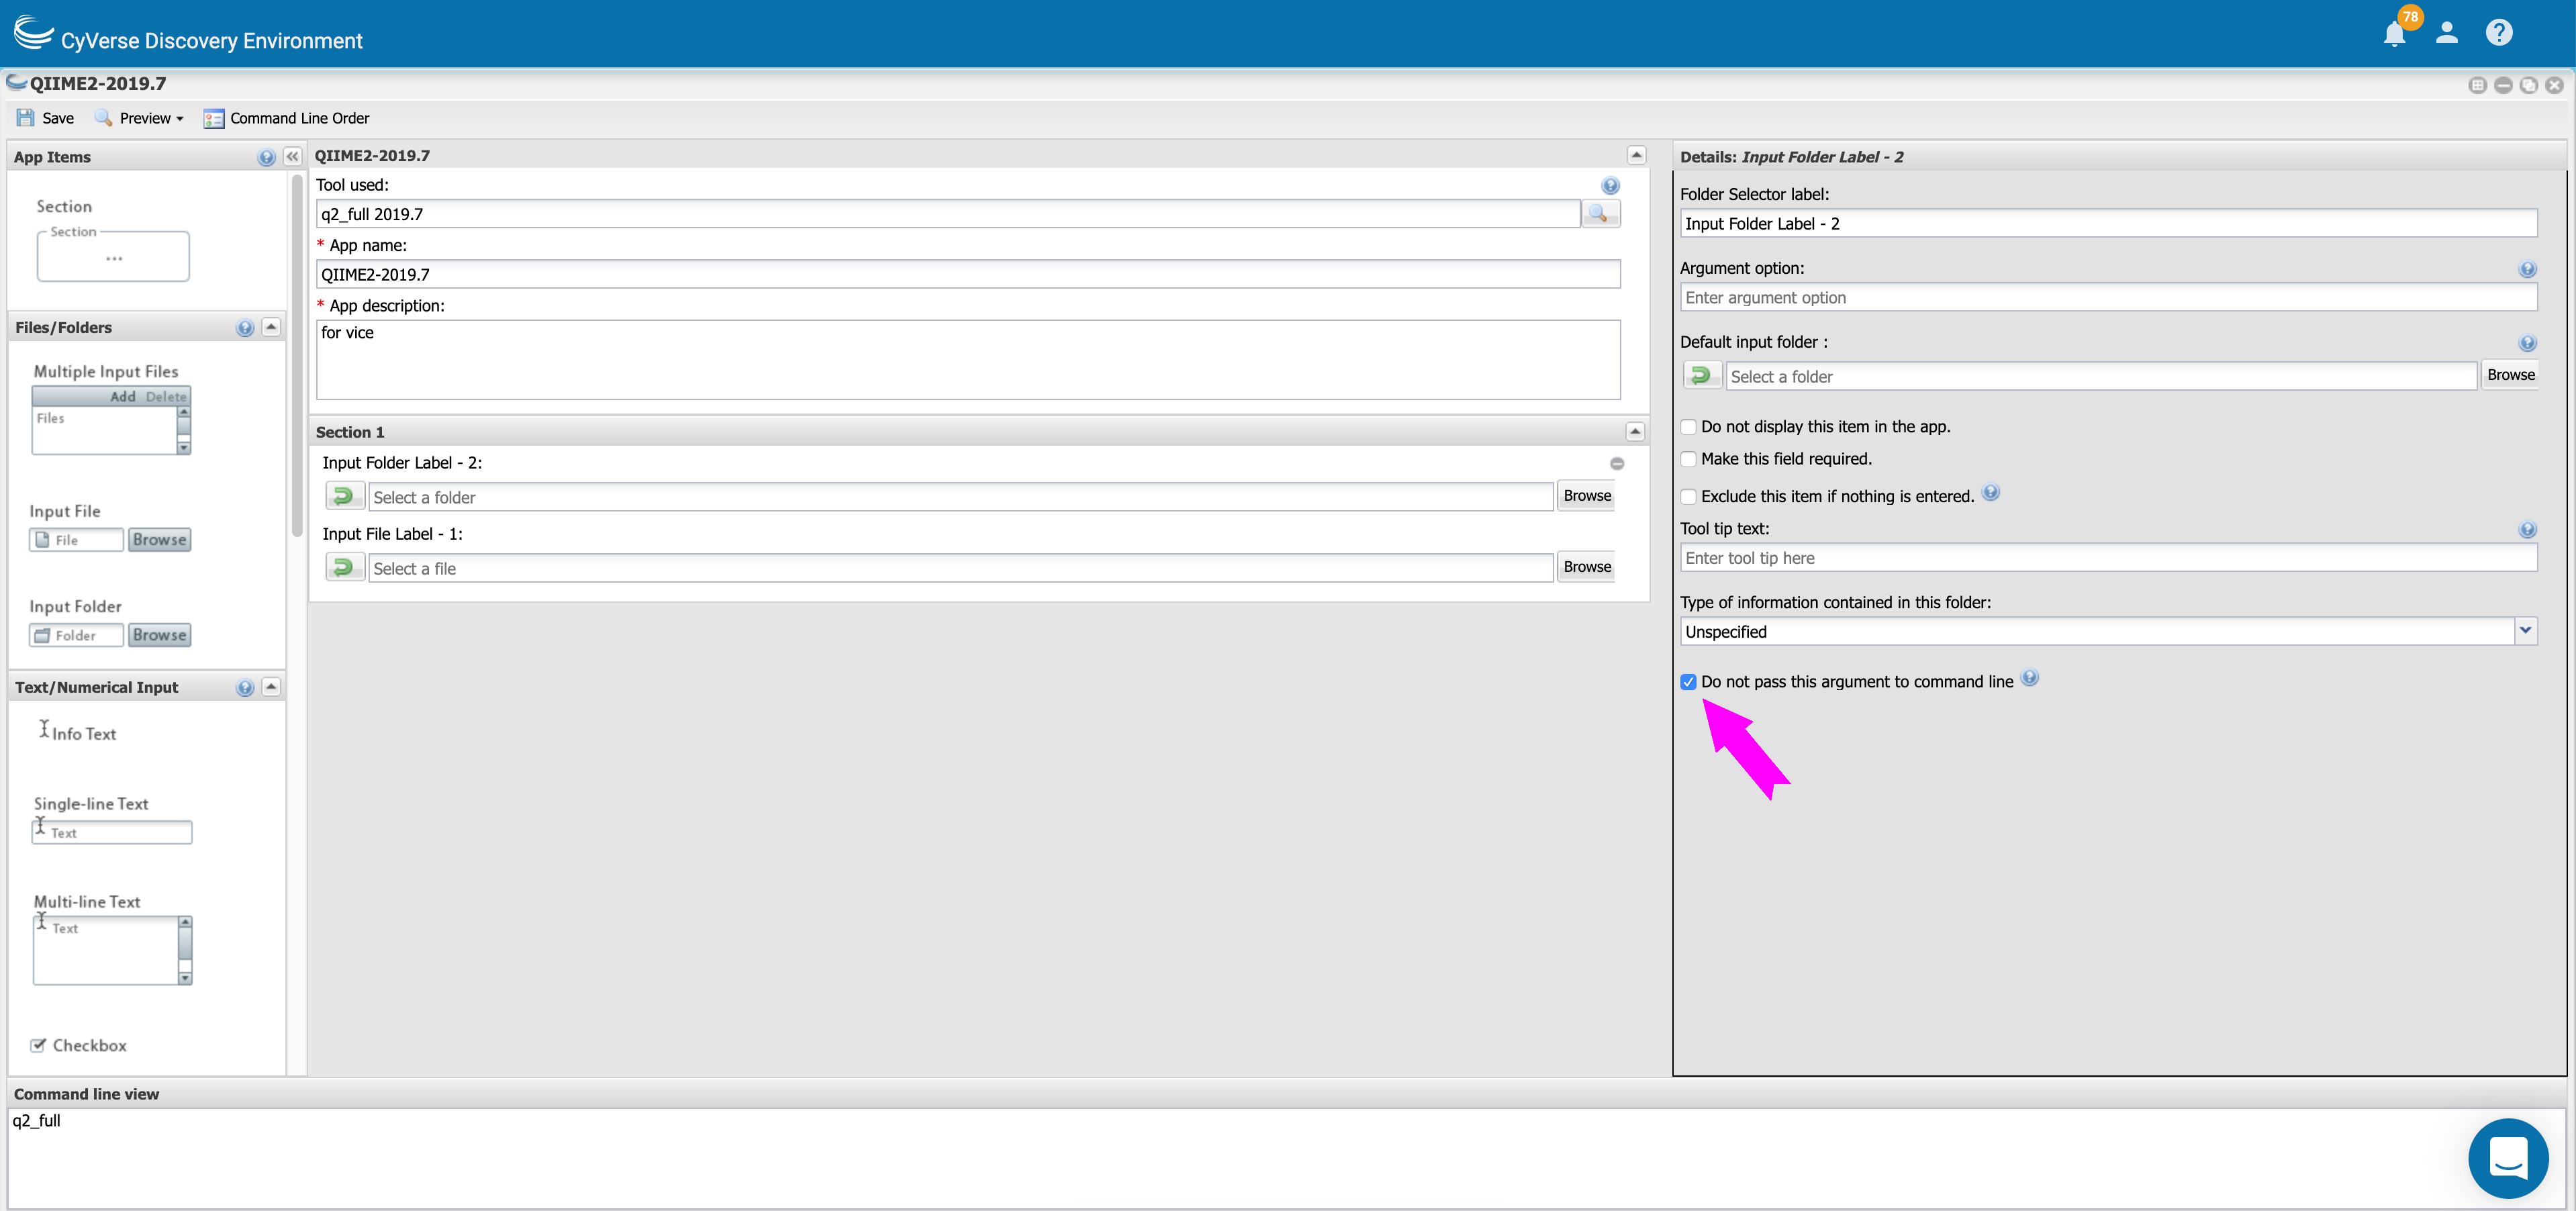 CyVerse Discovery Environment
78
QIIME2-2019.7
Save Preview Command Line Order
App Items
Section
Section
...
Files/Folders
Multiple Input Files
Add Delete
Files
Input File
File Browse
Input Folder
Folder Browse
Text/Numerical Input
Info Text
Single-line Text
Text
Multi-line Text
Text
Checkbox
QIIME2-2019.7
Tool used:
q2_full 2019.7
* App name:
QIIME2-2019.7
* App description:
for vice
Section 1
Input Folder Label - 2:
Select a folder Browse
Input File Label - 1:
Select a file Browse
Details: Input Folder Label - 2
Folder Selector label:
Input Folder Label - 2
Argument option:
Enter argument option
Default input folder :
Select a folder Browse
Do not display this item in the app.
Make this field required.
Exclude this item if nothing is entered.
Tool tip text:
Enter tool tip here
Type of information contained in this folder:
Unspecified
Do not pass this argument to command line
Command line view
q2_full